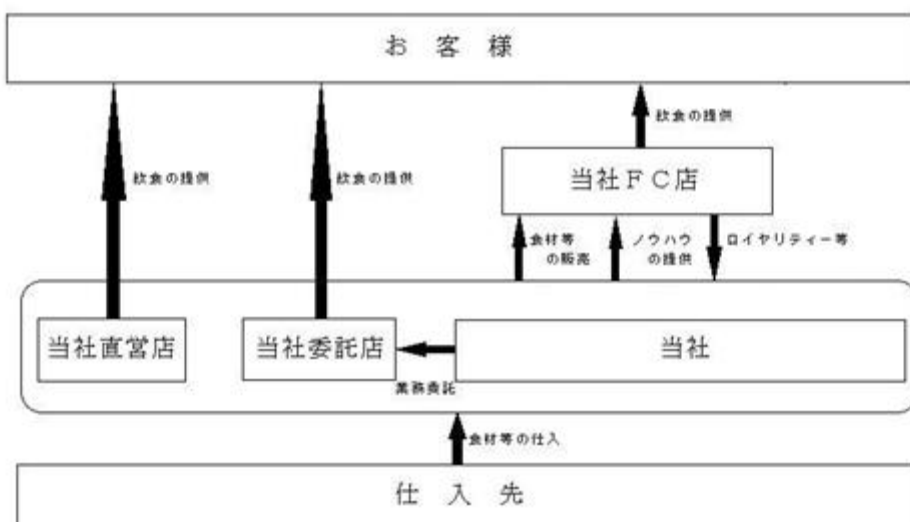 お客様
飲食の提供
飲食の提供
飲食の提供
当社ＦＣ店
食材等
の販売
ノウハウ
の提供
ロイヤリティー等
当社直営店
当社委託店
当社
業務委託
食材等の仕入
仕入先